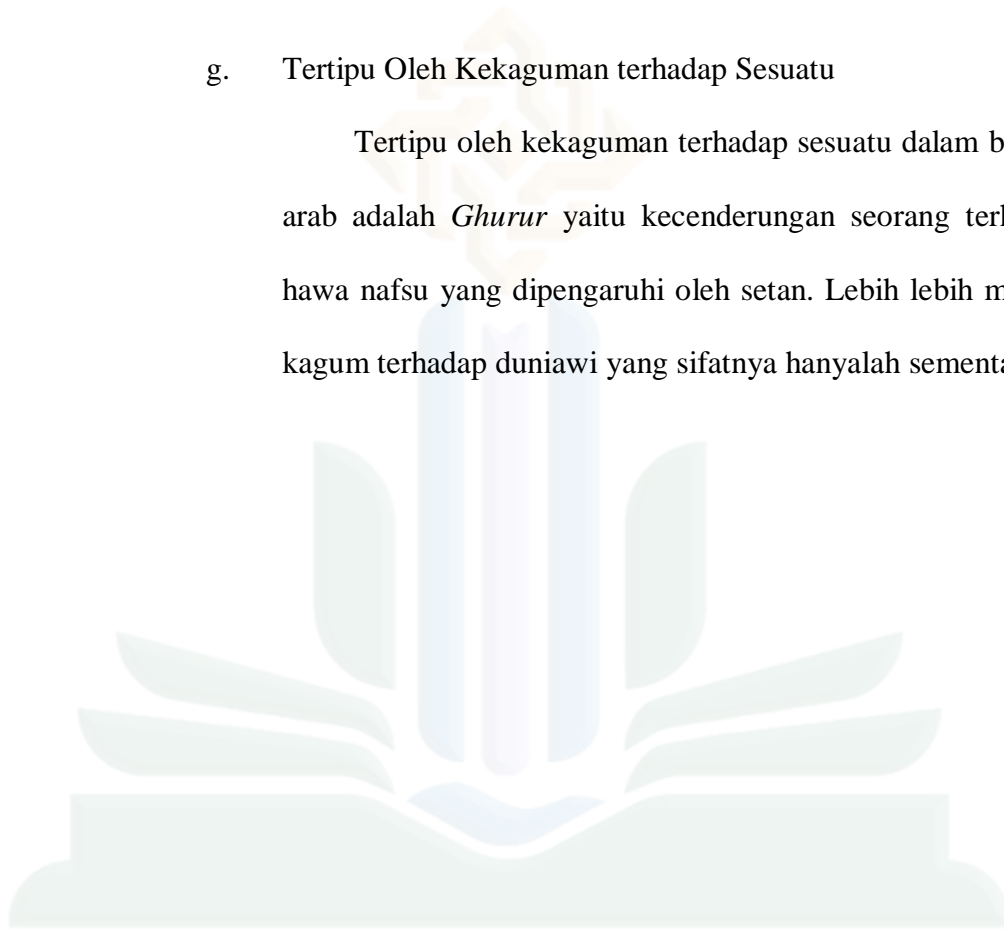 g. Tertipu Oleh Kekaguman terhadap Sesuatu
Tertipu oleh kekaguman terhadap sesuatu dalam
arab adalah Ghurur yaitu kecenderungan seorang
hawa nafsu yang dipengaruhi oleh setan. Lebih lebih
kagum terhadap duniawi yang sifatnya hanyalah